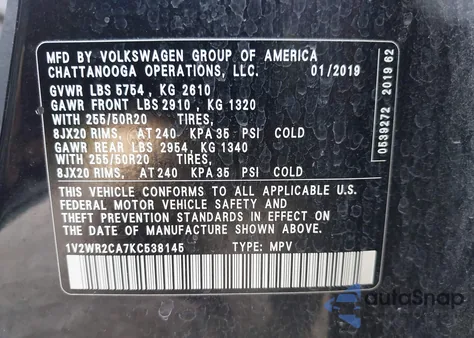 MFD BY VOLKSWAGEN GROUP OF AMERICA
CHATTANOOGA OPERATIONS, LLC. 01/2019
GVWR LBS 5754 , KG 2610
GAWR FRONT LBS 2910 , KG 1320
WITH 255/50R20 TIRES,
8JX20 RIMS, AT 240 KPA 35 PSI COLD
GAWR REAR LBS 2954 , KG 1340
WITH 255/50R20 TIRES,
8JX20 RIMS, AT 240 KPA 35 PSI COLD
THIS VEHICLE CONFORMS TO ALL APPLICABLE U.S.
FEDERAL MOTOR VEHICLE SAFETY AND
THEFT PREVENTION STANDARDS IN EFFECT ON
THE DATE OF MANUFACTURE SHOWN ABOVE.
1V2WR2CA7KC538145 TYPE: MPV
0539272 2019 62
autoSnap